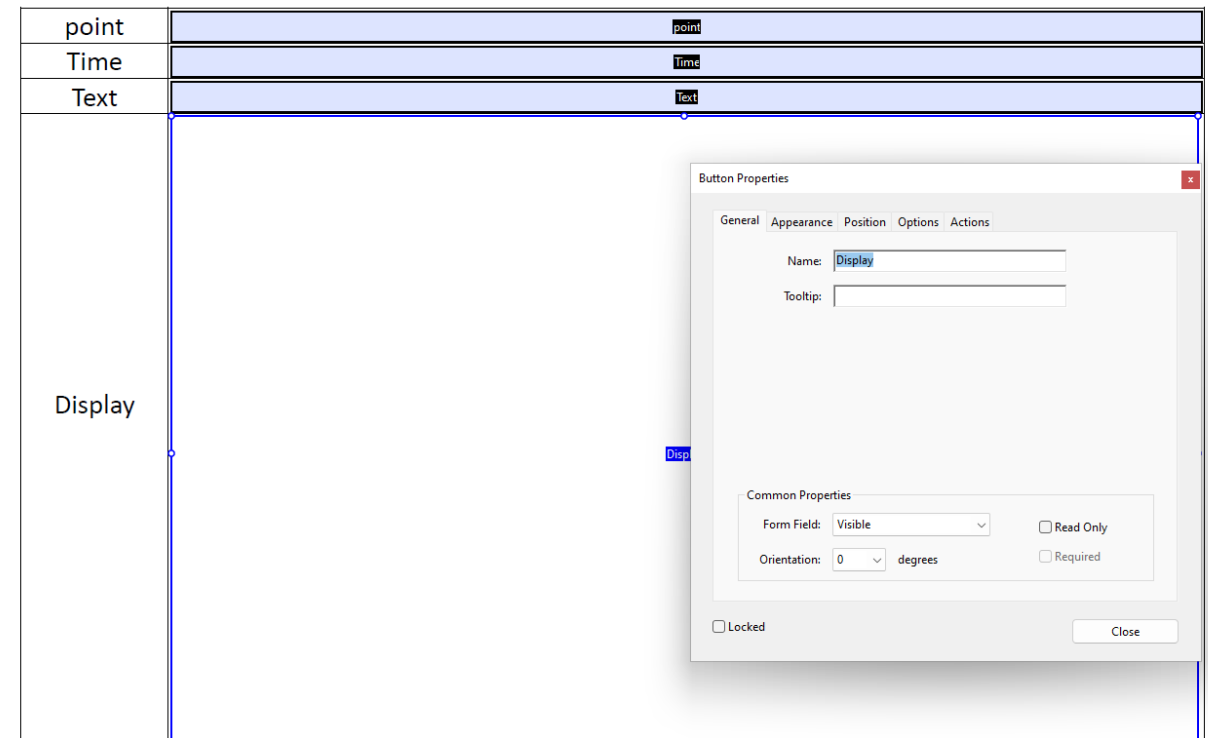 point
point
Time
Time
Text
Text
Display
Button Properties
x
General Appearance Position Options Actions
Name: Display
Tooltip:
Common Properties
Form Field: Visible
Read Only
Orientation: 0 degrees
Required
Locked
Close